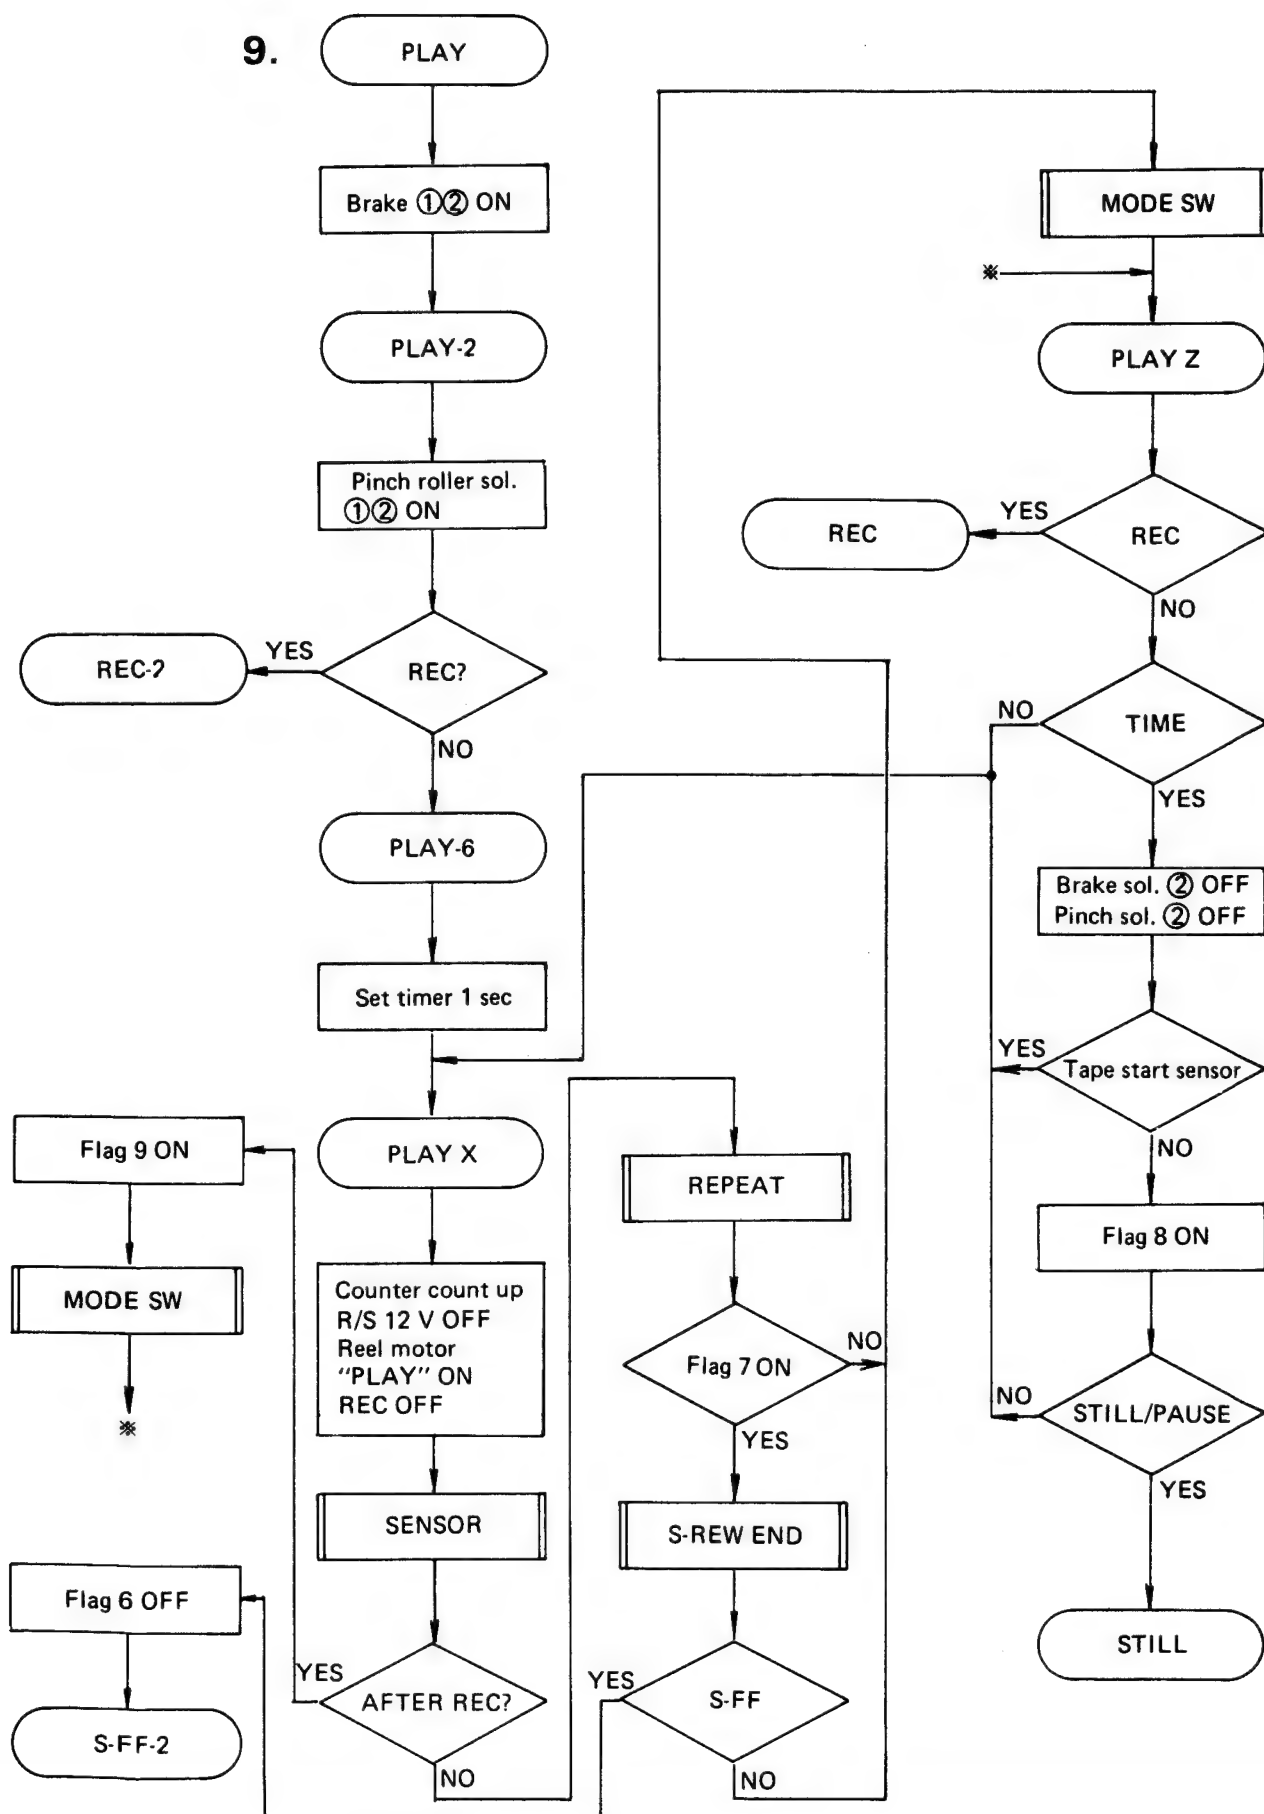 9.
PLAY
Brake ①② ON
PLAY-2
Pinch roller sol.
①② ON
REC?
YES
REC-2
NO
PLAY-6
Set timer 1 sec
PLAY X
Counter count up
R/S 12 V OFF
Reel motor
“PLAY” ON
REC OFF
SENSOR
AFTER REC?
YES
NO
Flag 9 ON
MODE SW
※
Flag 6 OFF
S-FF-2
REPEAT
Flag 7 ON
NO
YES
S-REW END
S-FF
YES
NO
MODE SW
※
PLAY Z
REC
YES
REC
NO
TIME
NO
YES
Brake sol. ② OFF
Pinch sol. ② OFF
Tape start sensor
YES
NO
Flag 8 ON
STILL/PAUSE
NO
YES
STILL